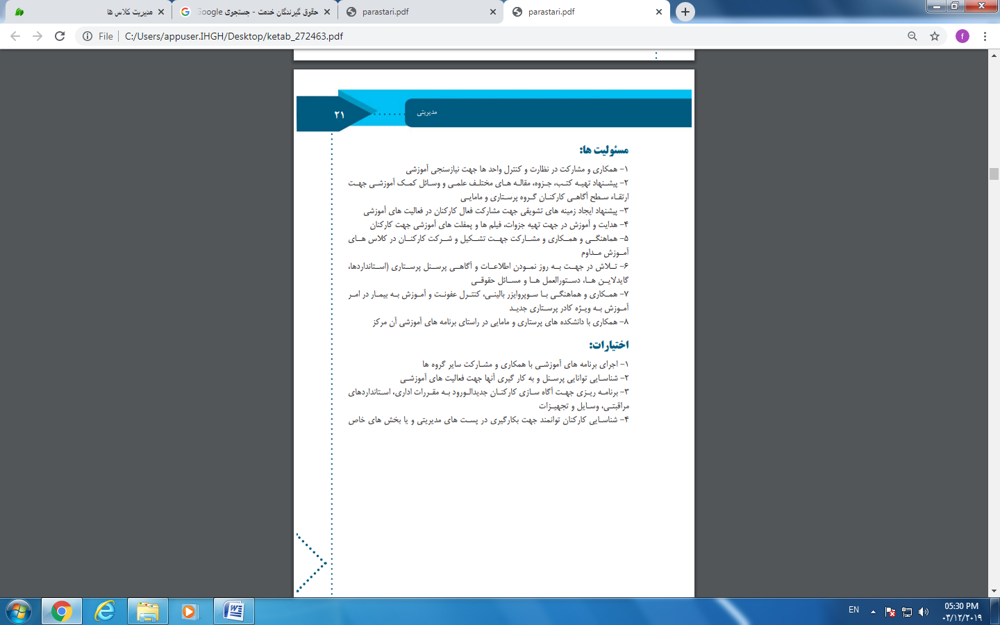 مدیریت کلاس ها
حقوق گیرندگان خدمت - جستجوی Google
parastari.pdf
parastari.pdf
File | C:/Users/appuser.IHGH/Desktop/ketab_272463.pdf
f
۲۱
مدیریتی
مسئولیت ها:
۱- همکاری و مشارکت در نظارت و کنترل واحد ها جهت نیازسنجی آموزشی
۲- پیشنهاد تهیه کتب، جزوه، مقاله های مختلف علمی و وسائل کمک آموزشی جهت
ارتقاء سطح آگاهی کارکنان گروه پرستاری و مامایی
۳- پیشنهاد ایجاد زمینه های تشویقی جهت مشارکت فعال کارکنان در فعالیت های آموزشی
۴- هدایت و آموزش در جهت تهیه جزوات، فیلم ها و پمفلت های آموزشی جهت کارکنان
۵- هماهنگی و همکاری و مشارکت جهت تشکیل و شرکت کارکنان در کلاس های
آموزش مداوم
۶- تلاش در جهت به روز نمودن اطلاعات و آگاهی پرسنل پرستاری (استانداردها،
گایدلاین ها، دستورالعمل ها و مسائل حقوقی
۷- همکاری و هماهنگی با سوپروایزر بالینی، کنترل عفونت و آموزش به بیمار در امر
آموزش به ویژه کادر پرستاری جدید
۸- همکاری با دانشکده های پرستاری و مامایی در راستای برنامه های آموزشی آن مرکز
اختیارات:
۱- اجرای برنامه های آموزشی با همکاری و مشارکت سایر گروه ها
۲- شناسایی توانایی پرسنل و به کار گیری آنها جهت فعالیت های آموزشی
۳- برنامه ریزی جهت آگاه سازی کارکنان جدیدالورود به مقررات اداری، استانداردهای
مراقبتی، وسایل و تجهیزات
۴- شناسایی کارکنان توانمند جهت بکارگیری در پست های مدیریتی و یا بخش های خاص
EN
05:30 PM
۰۳/۱۲/۲۰۱۹